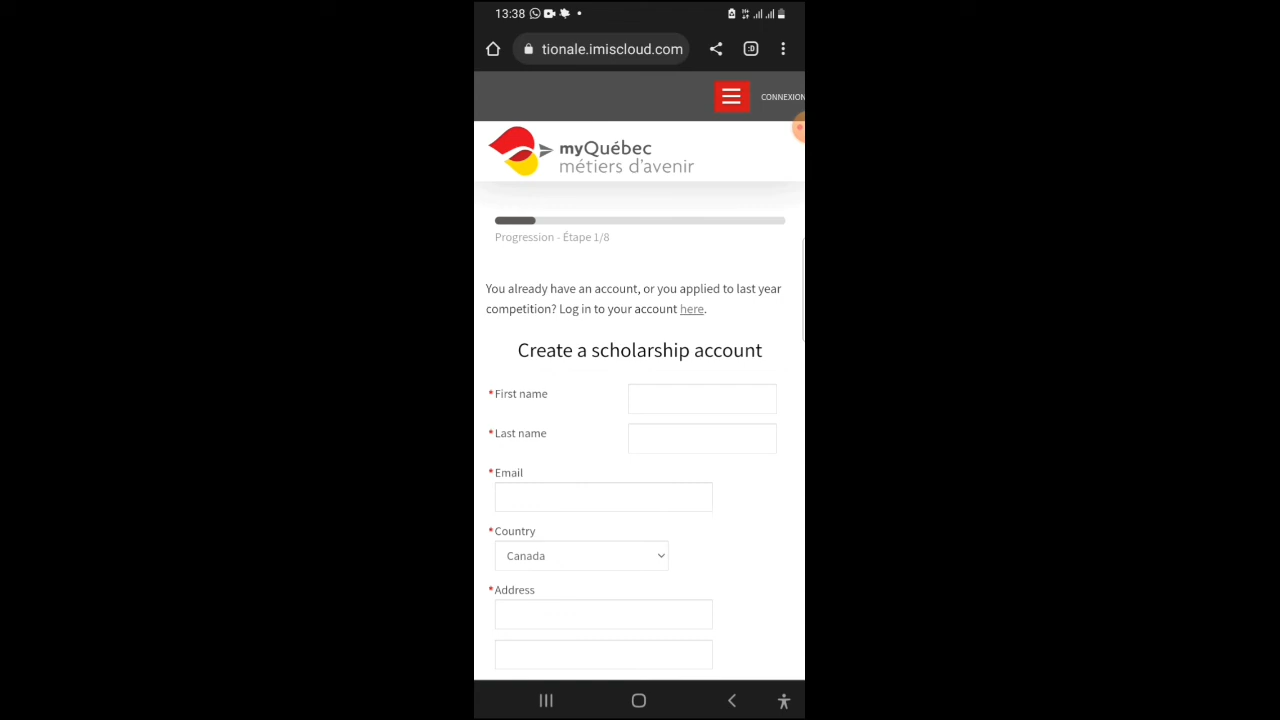 13:38
tionale.imiscloud.com
:D
CONNEXION
myQuébec
métiers d'avenir
Progression - Étape 1/8
You already have an account, or you applied to last year
competition? Log in to your account here.
Create a scholarship account
*First name
*Last name
*Email
*Country
Canada
*Address